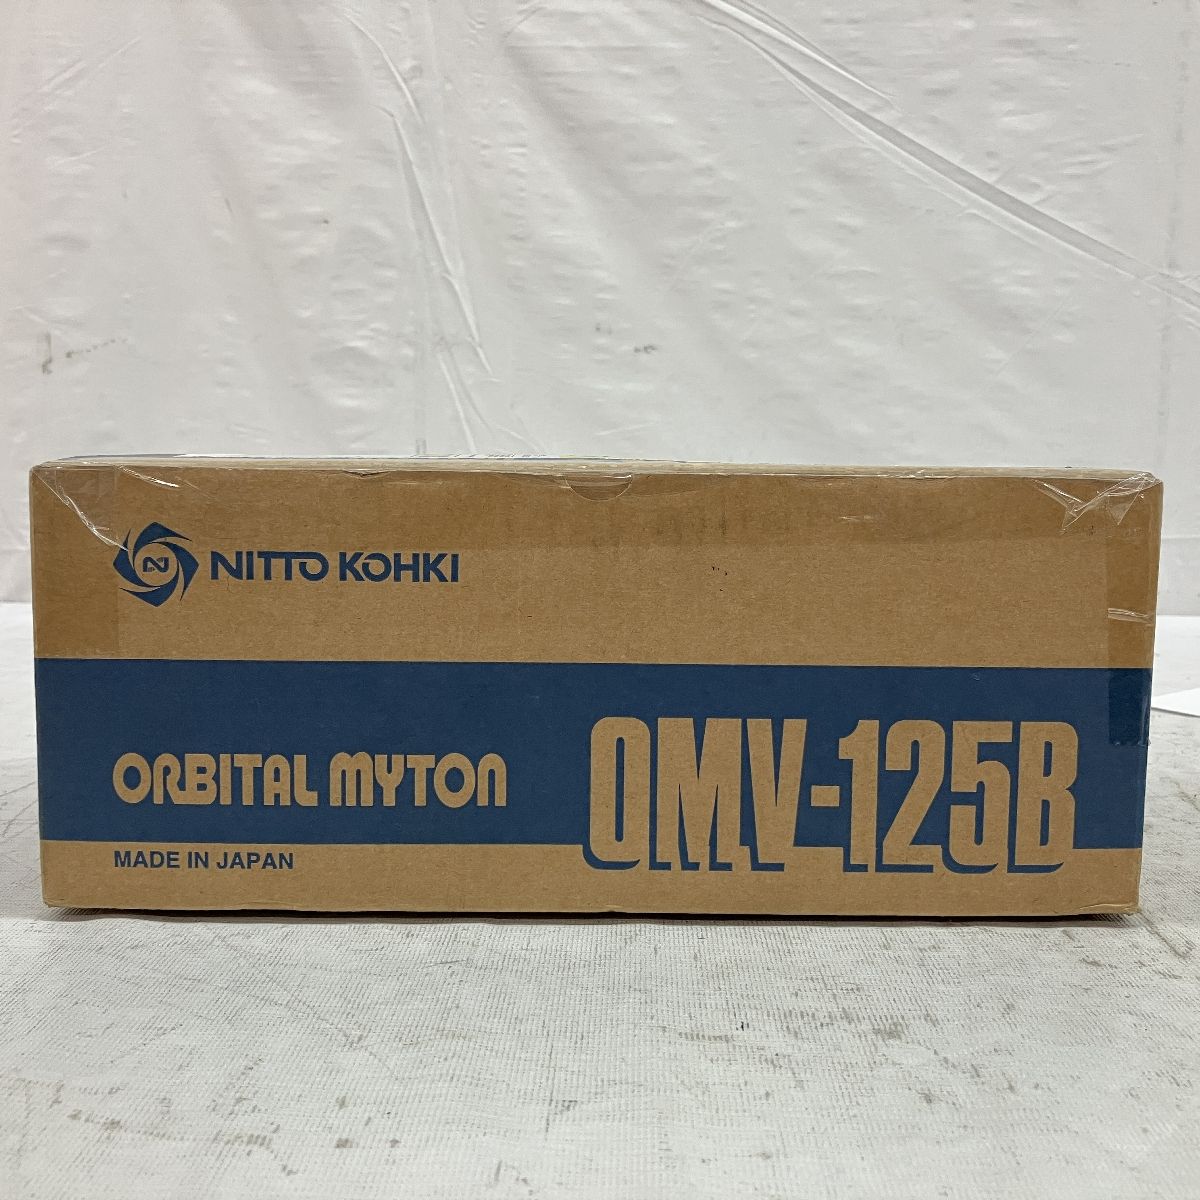 NITTO KOHKI
ORBITAL MYTON
OMV-125B
MADE IN JAPAN